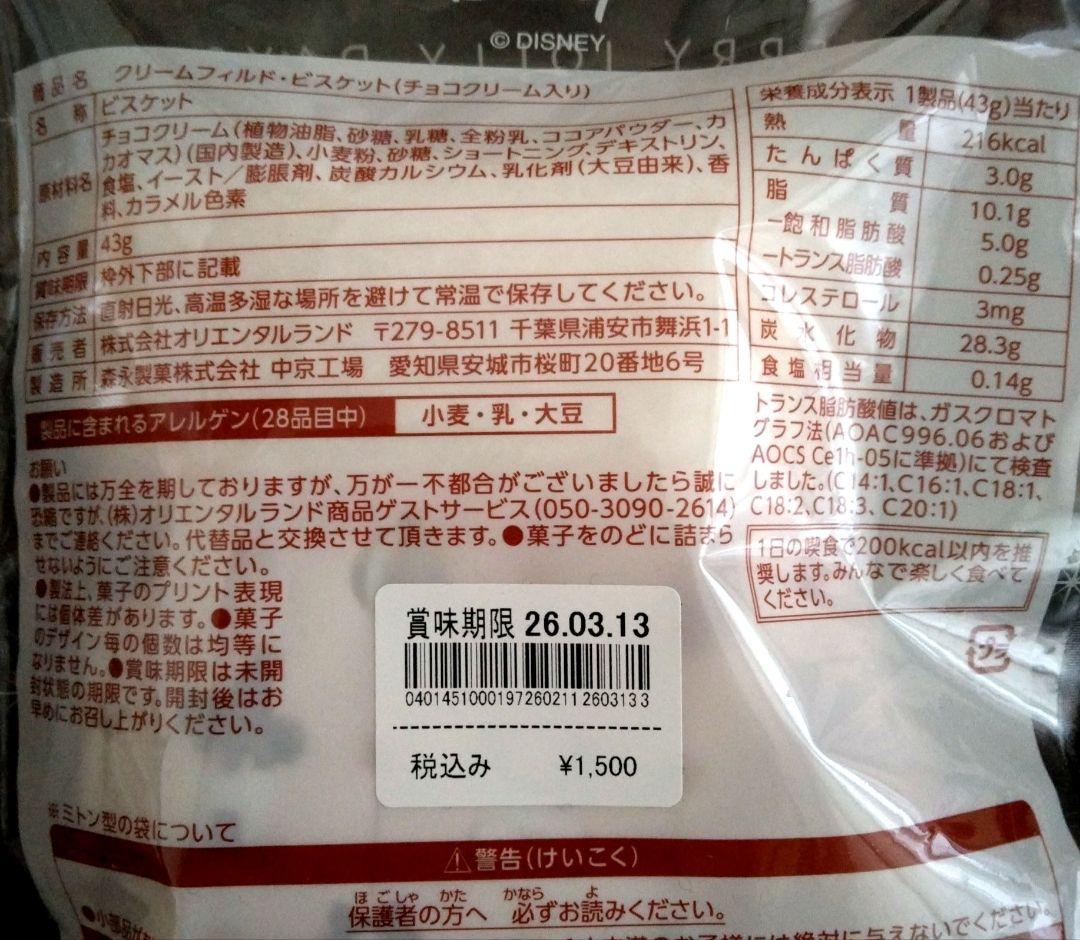 © DISNEY
商品名 クリームフィルド・ビスケット(チョコクリーム入り)
名 称 ビスケット
原材料名 チョコクリーム(植物油脂、砂糖、乳糖、全粉乳、ココアパウダー、カ
カオマス)(国内製造)、小麦粉、砂糖、ショートニング、デキストリン、
食塩、イースト/膨脹剤、炭酸カルシウム、乳化剤(大豆由来)、香
料、カラメル色素
内容量 43g
賞味期限 枠外下部に記載
保存方法 直射日光、高温多湿な場所を避けて常温で保存してください。
販売者 株式会社オリエンタルランド 〒279-8511 千葉県浦安市舞浜1-1
製造所 森永製菓株式会社 中京工場 愛知県安城市桜町20番地6号
製品に含まれるアレルゲン(28品目中) 小麦・乳・大豆
お願い
●製品には万全を期しておりますが、万が一不都合がございましたら誠に
恐縮ですが、(株)オリエンタルランド商品ゲストサービス(050-3090-2614)
までご連絡ください。代替品と交換させて頂きます。●菓子をのどに詰まら
せないようにご注意ください。
●製法上、菓子のプリント表現
には個体差があります。●菓子
のデザイン毎の個数は均等に
なりません。●賞味期限は未開
封状態の期限です。開封後はお
早めにお召し上がりください。
栄養成分表示 1製品(43g)当たり
熱量 216kcal
たんぱく質 3.0g
脂質 10.1g
－飽和脂肪酸 5.0g
－トランス脂肪酸 0.25g
コレステロール 3mg
炭水化物 28.3g
食塩相当量 0.14g
トランス脂肪酸値は、ガスクロマト
グラフ法(AOAC996.06および
AOCS Ce1h-05に準拠)にて検査
しました。(C14:1、C16:1、C18:1、
C18:2、C18:3、C20:1)
1日の喫食で200kcal以内を推
奨します。みんなで楽しく食べて
ください。
プラ
賞味期限 26.03.13
0401451000197260211 2603133
税込み ¥1,500
※ミトン型の袋について
⚠警告(けいこく)
ほごしゃ かた かなら よ
保護者の方へ 必ずお読みください。
●小部品が
のお子様には絶対に与えないでください。